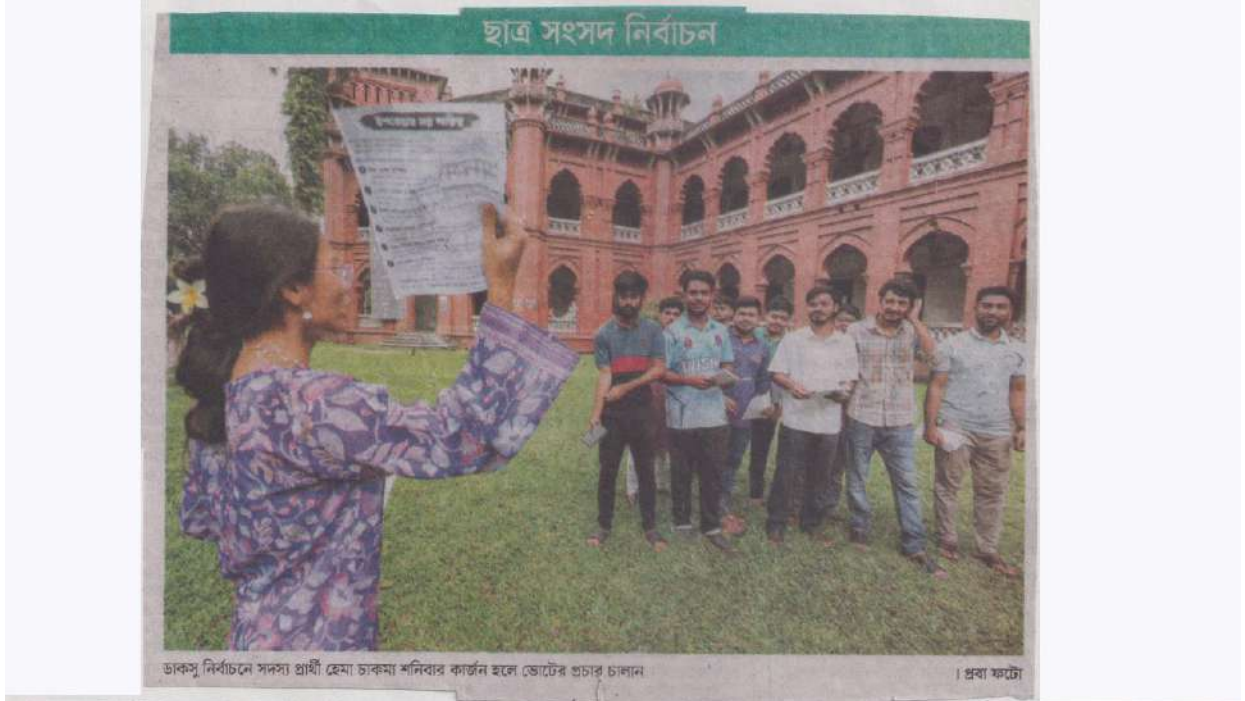 ছাত্র সংসদ নির্বাচন
ডাকসু নির্বাচনে সদস্য প্রার্থী হেমা চাকমা শনিবার কার্জন হলে ভোটের প্রচার চালান
। প্রবা ফটো